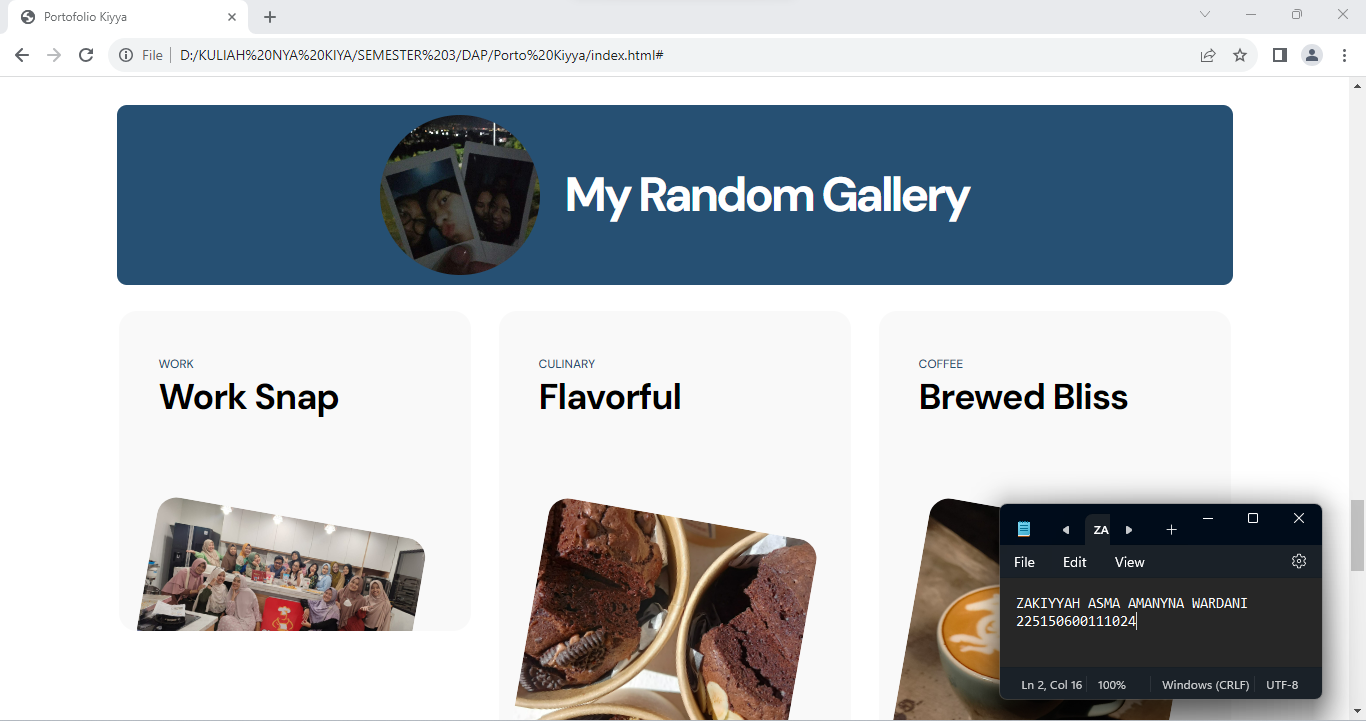 Portofolio Kiyya
File
D:/KULIAH%20NYA%20KIYA/SEMESTER%203/DAP/Porto%20Kiyya/index.html#
My Random Gallery
WORK
Work Snap
CULINARY
Flavorful
COFFEE
Brewed Bliss
ZA
File Edit View
ZAKIYYAH ASMA AMANYNA WARDANI
225150600111024
Ln 2, Col 16 100% Windows (CRLF) UTF-8